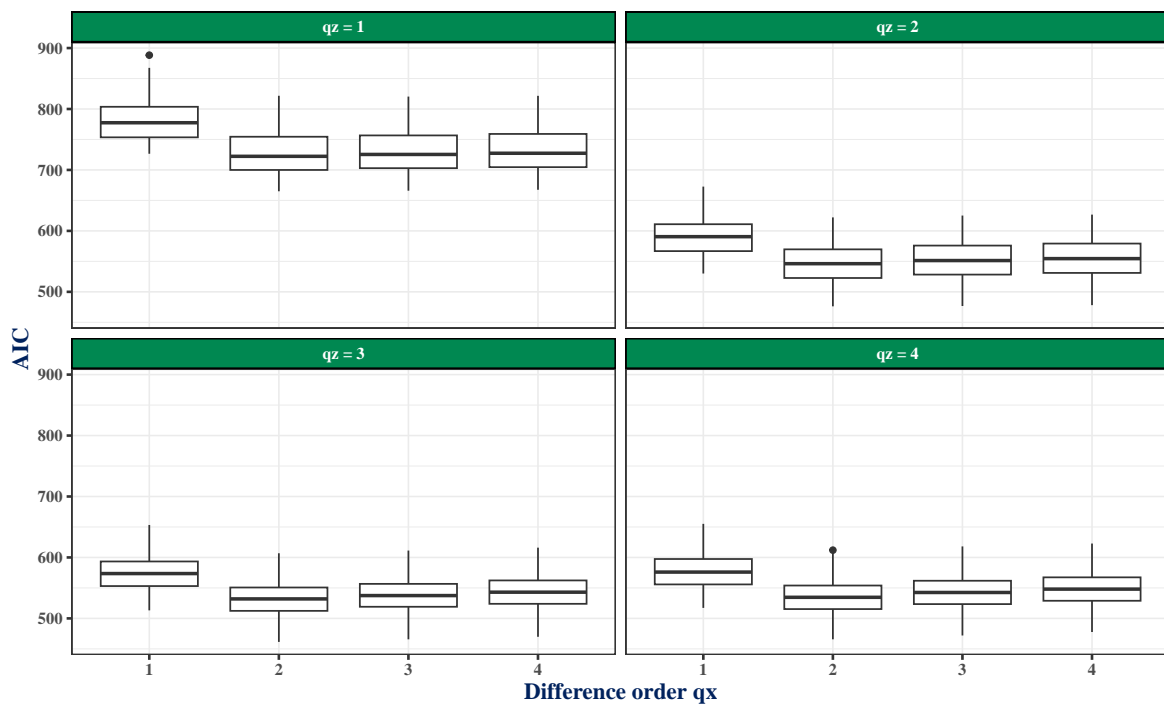 qz = 1
qz = 2
900
800
700
600
500
AIC
qz = 3
qz = 4
900
800
700
600
500
1 2 3 4 1 2 3 4
Difference order qx